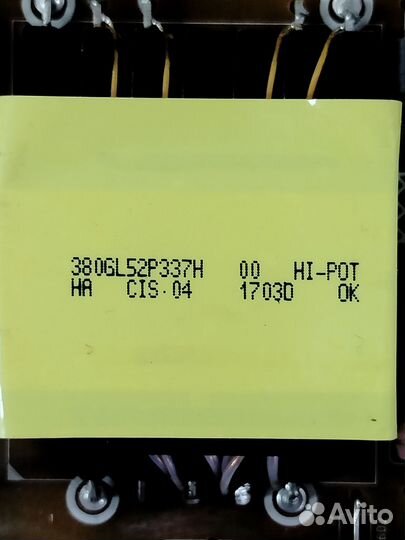 380GL52P337H 00 HI-POT
HA CIS·04 1703D OK
Avito